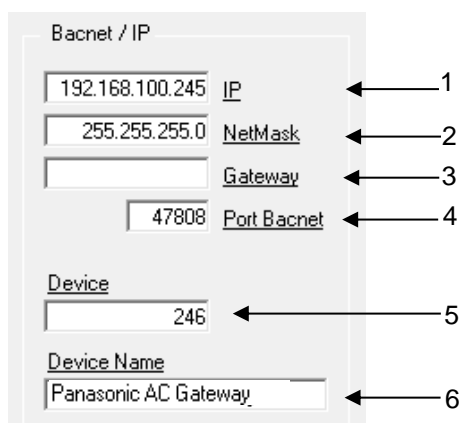 Bacnet / IP
192.168.100.245 IP 1
255.255.255.0 NetMask 2
Gateway 3
47808 Port Bacnet 4
Device
246 5
Device Name
Panasonic AC Gateway 6